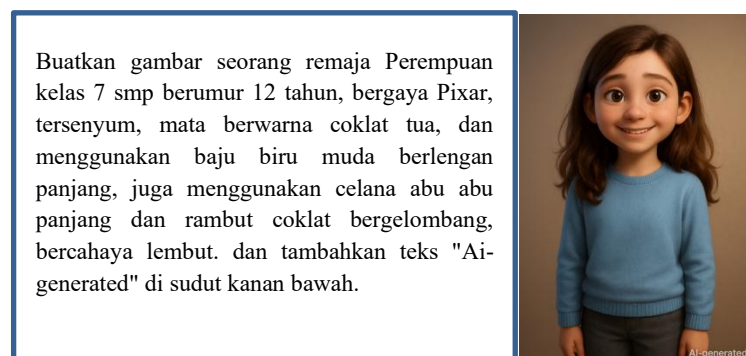 Buatkan gambar seorang remaja Perempuan
kelas 7 smp berumur 12 tahun, bergaya Pixar,
tersenyum, mata berwarna coklat tua, dan
menggunakan baju biru muda berlengan
panjang, juga menggunakan celana abu abu
panjang dan rambut coklat bergelombang,
bercahaya lembut. dan tambahkan teks "Ai-
generated" di sudut kanan bawah.
AI-generated